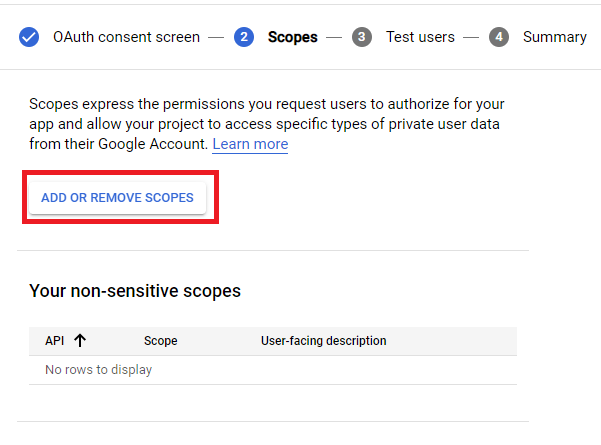 OAuth consent screen — 2 Scopes — 3 Test users — 4 Summary
Scopes express the permissions you request users to authorize for your
app and allow your project to access specific types of private user data
from their Google Account. Learn more
ADD OR REMOVE SCOPES
Your non-sensitive scopes
API Scope User-facing description
No rows to display